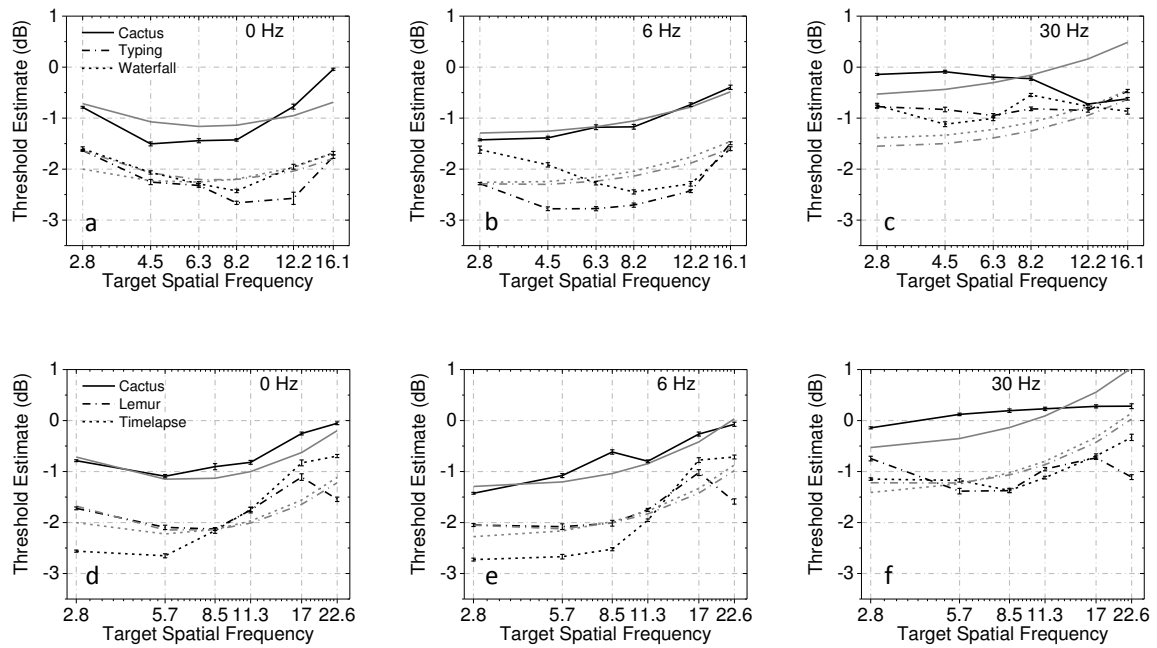 1
0
-1
-2
-3
Threshold Estimate (dB)
0 Hz
Cactus
Typing
Waterfall
a
2.8 4.5 6.3 8.2 12.2 16.1
Target Spatial Frequency
1
0
-1
-2
-3
Threshold Estimate (dB)
6 Hz
b
2.8 4.5 6.3 8.2 12.2 16.1
Target Spatial Frequency
1
0
-1
-2
-3
Threshold Estimate (dB)
30 Hz
c
2.8 4.5 6.3 8.2 12.2 16.1
Target Spatial Frequency
1
0
-1
-2
-3
Threshold Estimate (dB)
0 Hz
Cactus
Lemur
Timelapse
d
2.8 5.7 8.5 11.3 17 22.6
Target Spatial Frequency
1
0
-1
-2
-3
Threshold Estimate (dB)
6 Hz
e
2.8 5.7 8.5 11.3 17 22.6
Target Spatial Frequency
1
0
-1
-2
-3
Threshold Estimate (dB)
30 Hz
f
2.8 5.7 8.5 11.3 17 22.6
Target Spatial Frequency